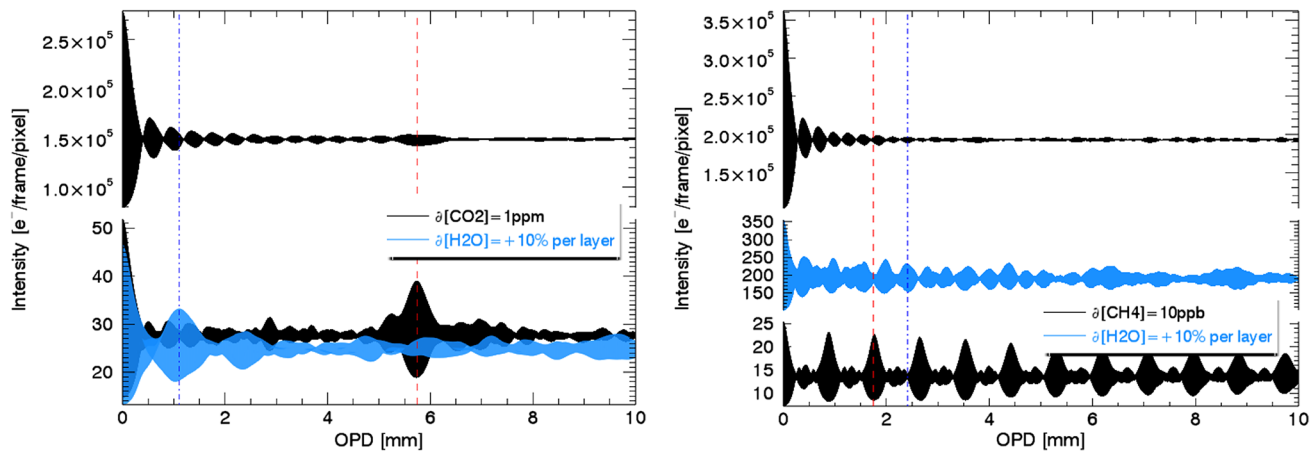 Intensity [e⁻/frame/pixel]
2.5×10⁵
2.0×10⁵
1.5×10⁵
1.0×10⁵
50
40
30
20
∂[CO2]=1ppm
∂[H2O]=+10% per layer
0 2 4 6 8 10
OPD [mm]
Intensity [e⁻/frame/pixel]
3.5×10⁵
3.0×10⁵
2.5×10⁵
2.0×10⁵
1.5×10⁵
350
300
250
200
150
25
20
15
10
∂[CH4]=10ppb
∂[H2O]=+10% per layer
0 2 4 6 8 10
OPD [mm]